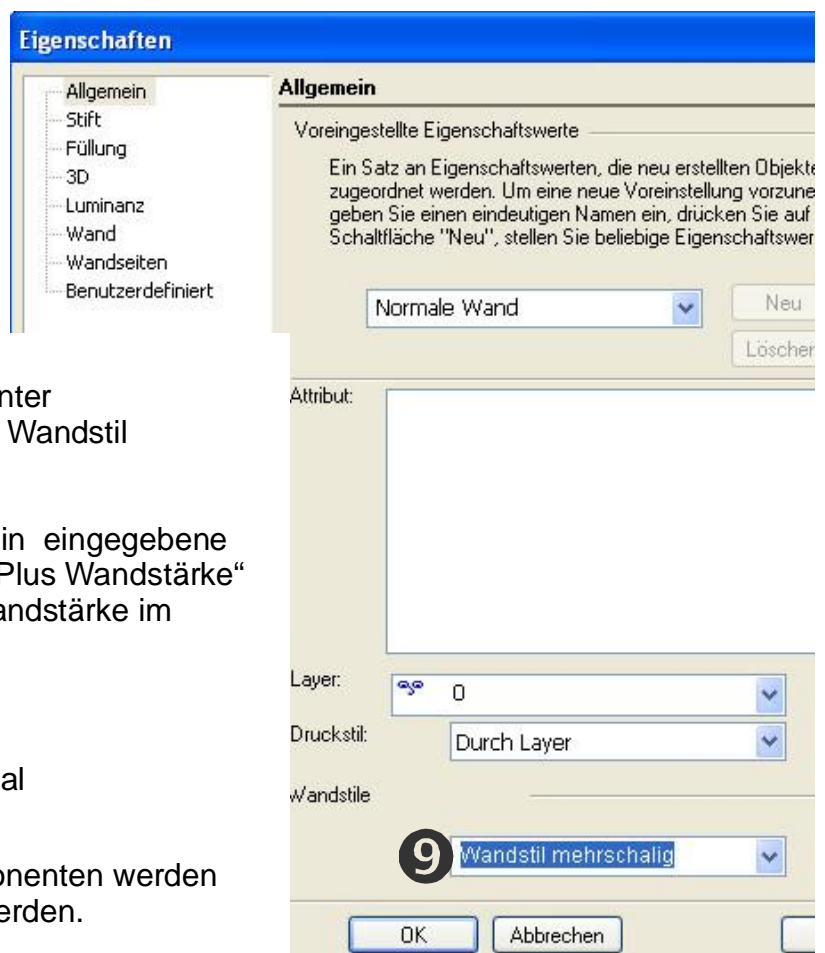 Eigenschaften
Allgemein
Stift
Füllung
3D
Luminanz
Wand
Wandseiten
Benutzerdefiniert
Allgemein
Voreingestellte Eigenschaftswerte
Ein Satz an Eigenschaftswerten, die neu erstellten Objekte
zugeordnet werden. Um eine neue Voreinstellung vorzune
geben Sie einen eindeutigen Namen ein, drücken Sie auf
Schaltfläche "Neu", stellen Sie beliebige Eigenschaftswer
Normale Wand
Neu
Löschen
Attribut:
Layer:
0
Druckstil:
Durch Layer
Wandstile
9 Wandstil mehrschalig
OK Abbrechen
nter
Wandstil
in eingegebene
Plus Wandstärke“
andstärke im
al
onenten werden
erden.